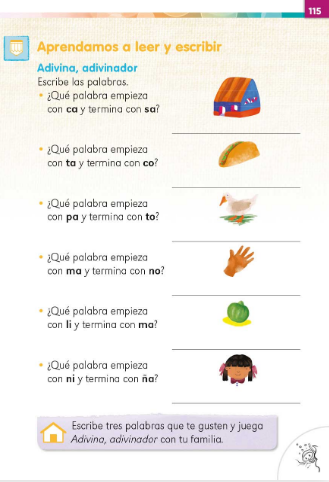 115
Aprendamos a leer y escribir
Adivina, adivinador
Escribe las palabras.
• ¿Qué palabra empieza
con ca y termina con sa?
• ¿Qué palabra empieza
con ta y termina con co?
• ¿Qué palabra empieza
con pa y termina con to?
• ¿Qué palabra empieza
con ma y termina con no?
• ¿Qué palabra empieza
con li y termina con ma?
• ¿Qué palabra empieza
con ni y termina con ña?
Escribe tres palabras que te gusten y juega
Adivina, adivinador con tu familia.